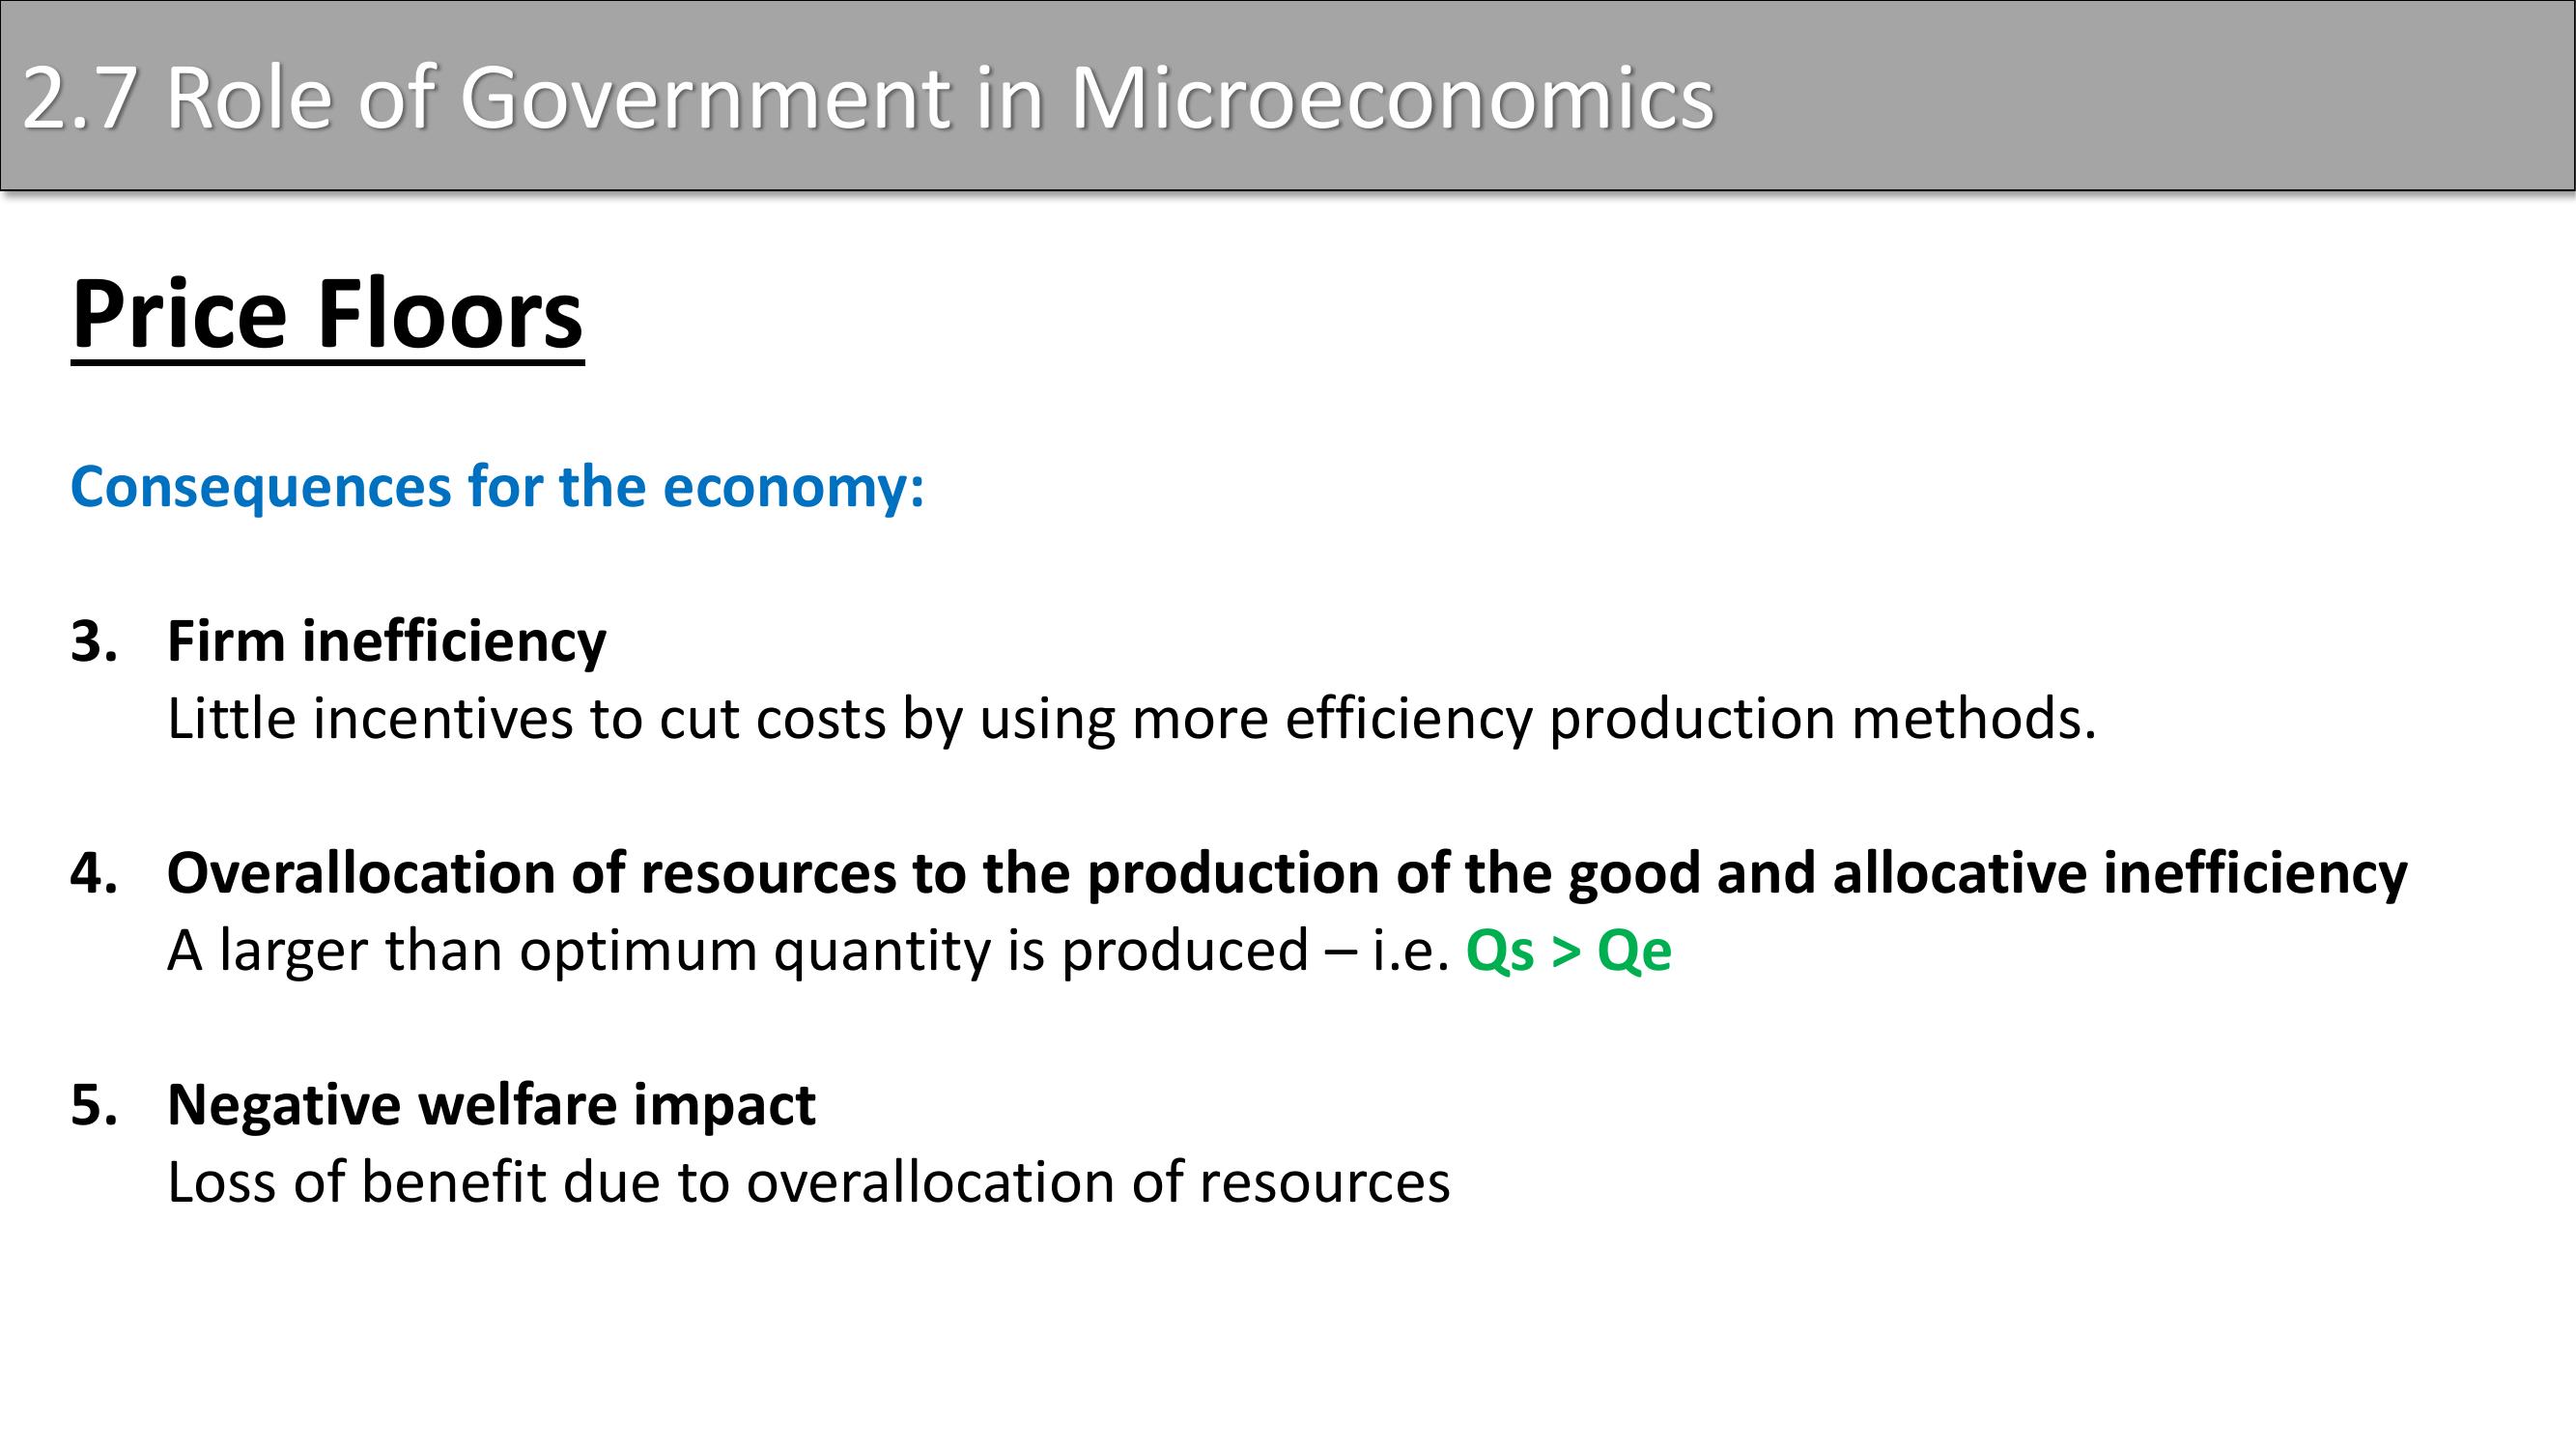 2.7 Role of Government in Microeconomics
Price Floors
Consequences for the economy:
3. Firm inefficiency
Little incentives to cut costs by using more efficiency production methods.
4. Overallocation of resources to the production of the good and allocative inefficiency
A larger than optimum quantity is produced – i.e. Qs > Qe
5. Negative welfare impact
Loss of benefit due to overallocation of resources